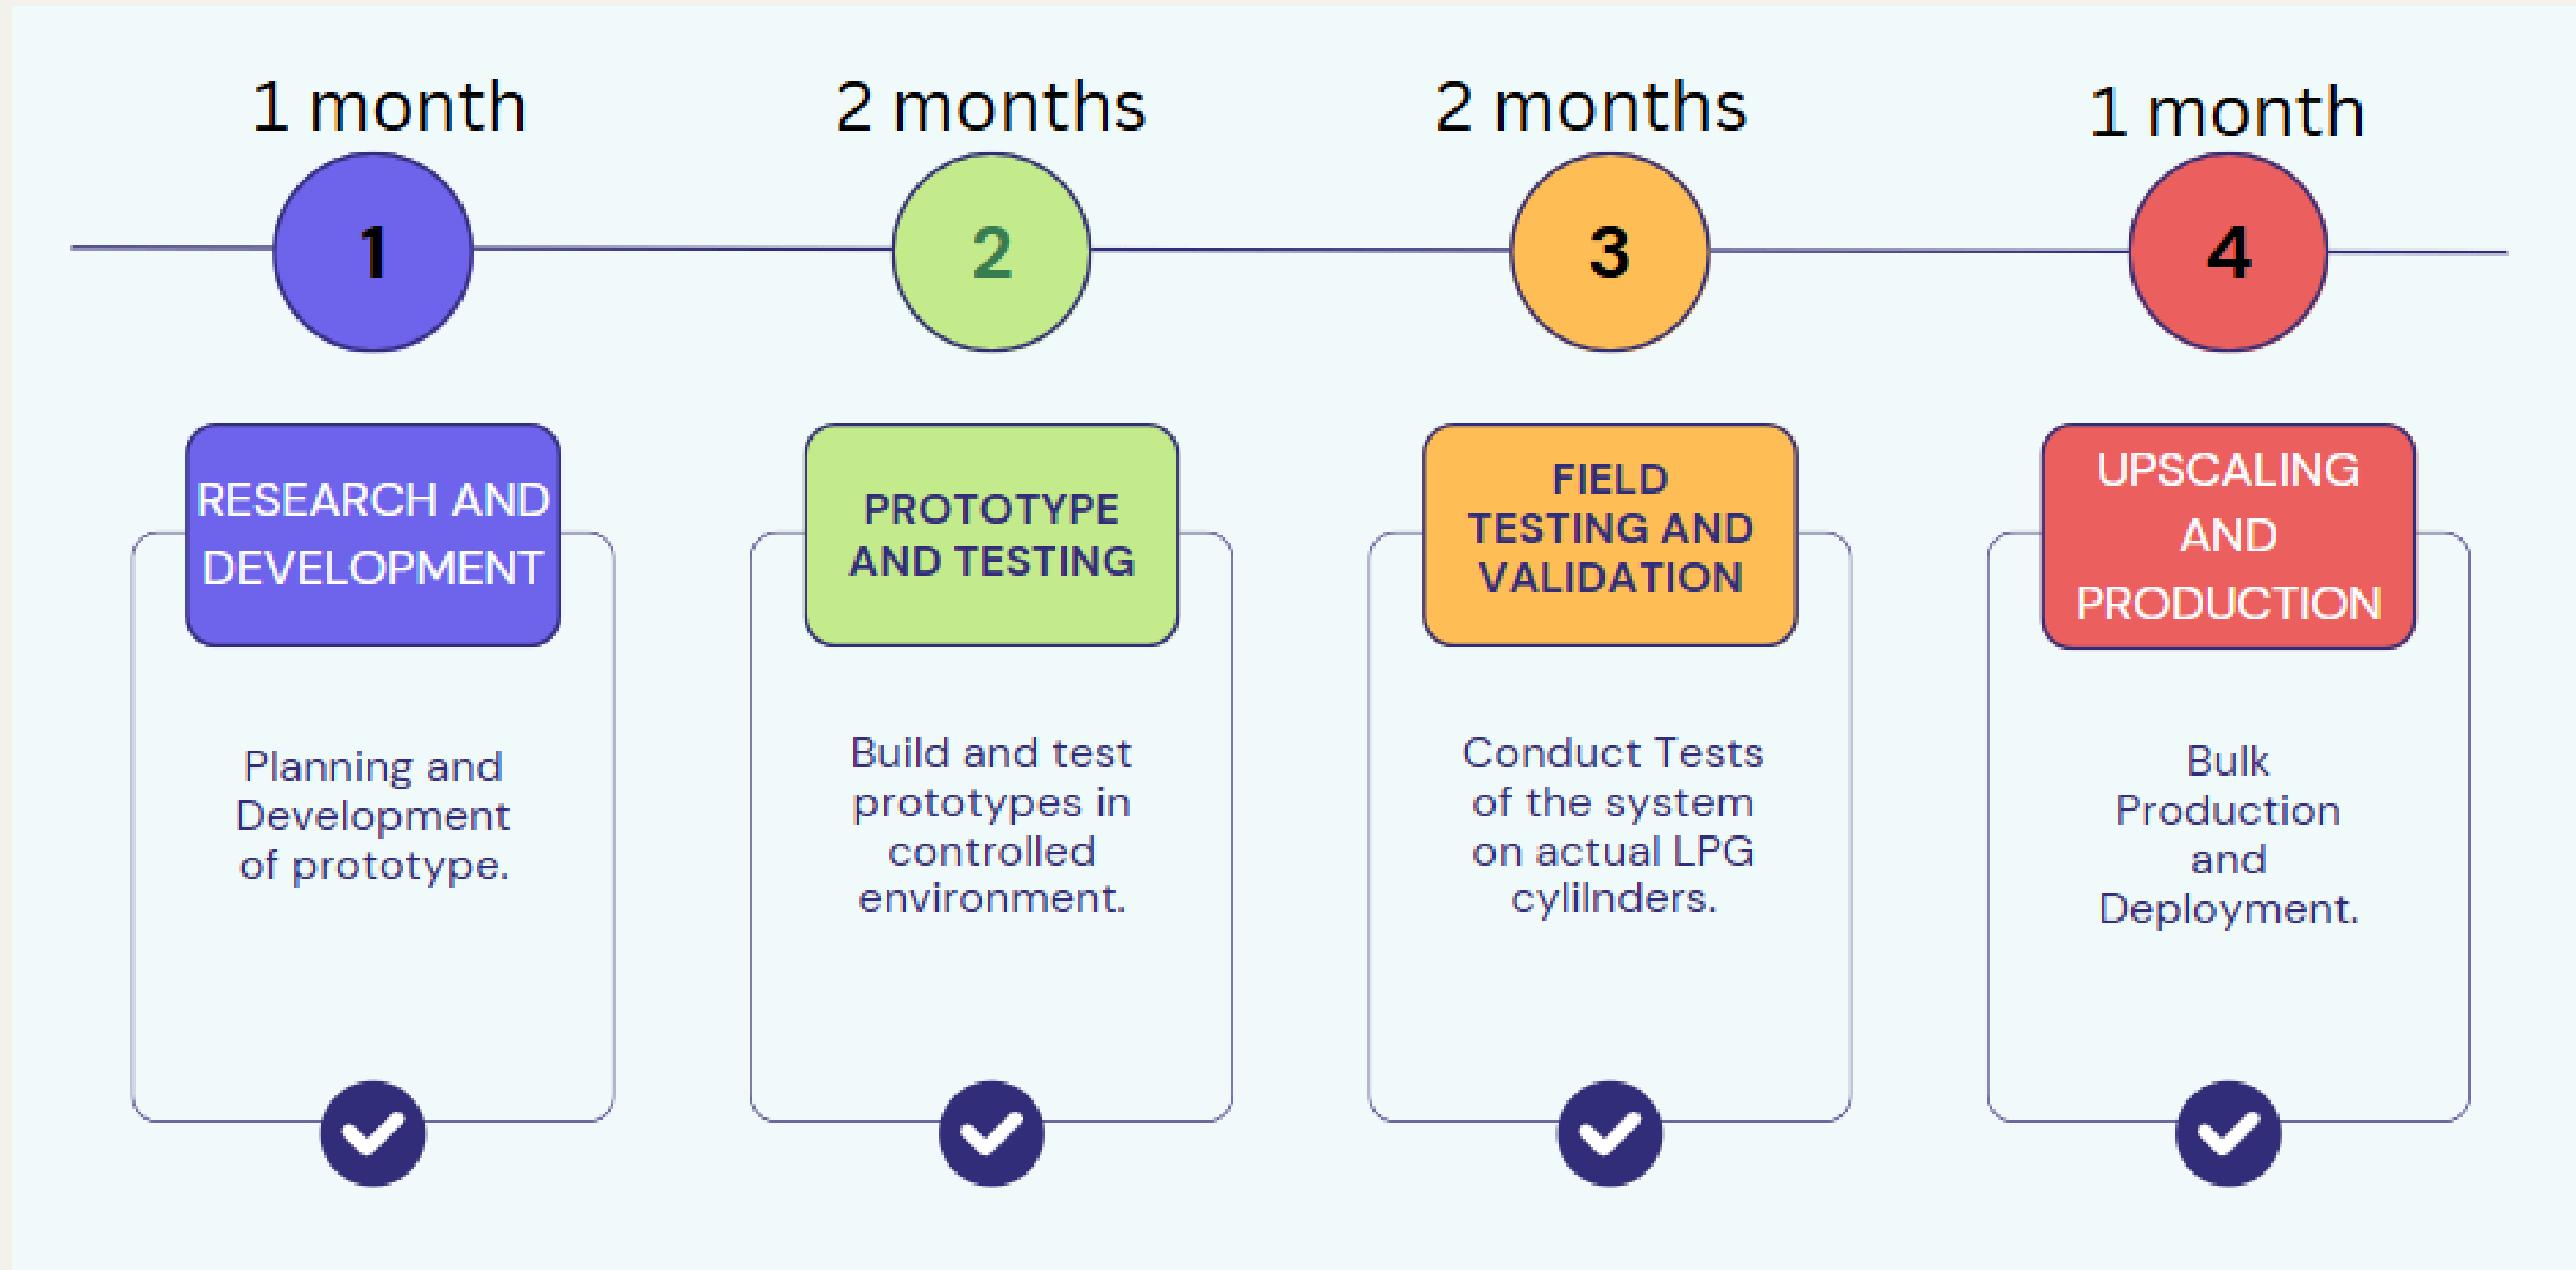 1 month
2 months
2 months
1 month
1
2
3
4
RESEARCH AND
DEVELOPMENT
Planning and
Development
of prototype.
PROTOTYPE
AND TESTING
Build and test
prototypes in
controlled
environment.
FIELD
TESTING AND
VALIDATION
Conduct Tests
of the system
on actual LPG
cylilnders.
UPSCALING
AND
PRODUCTION
Bulk
Production
and
Deployment.